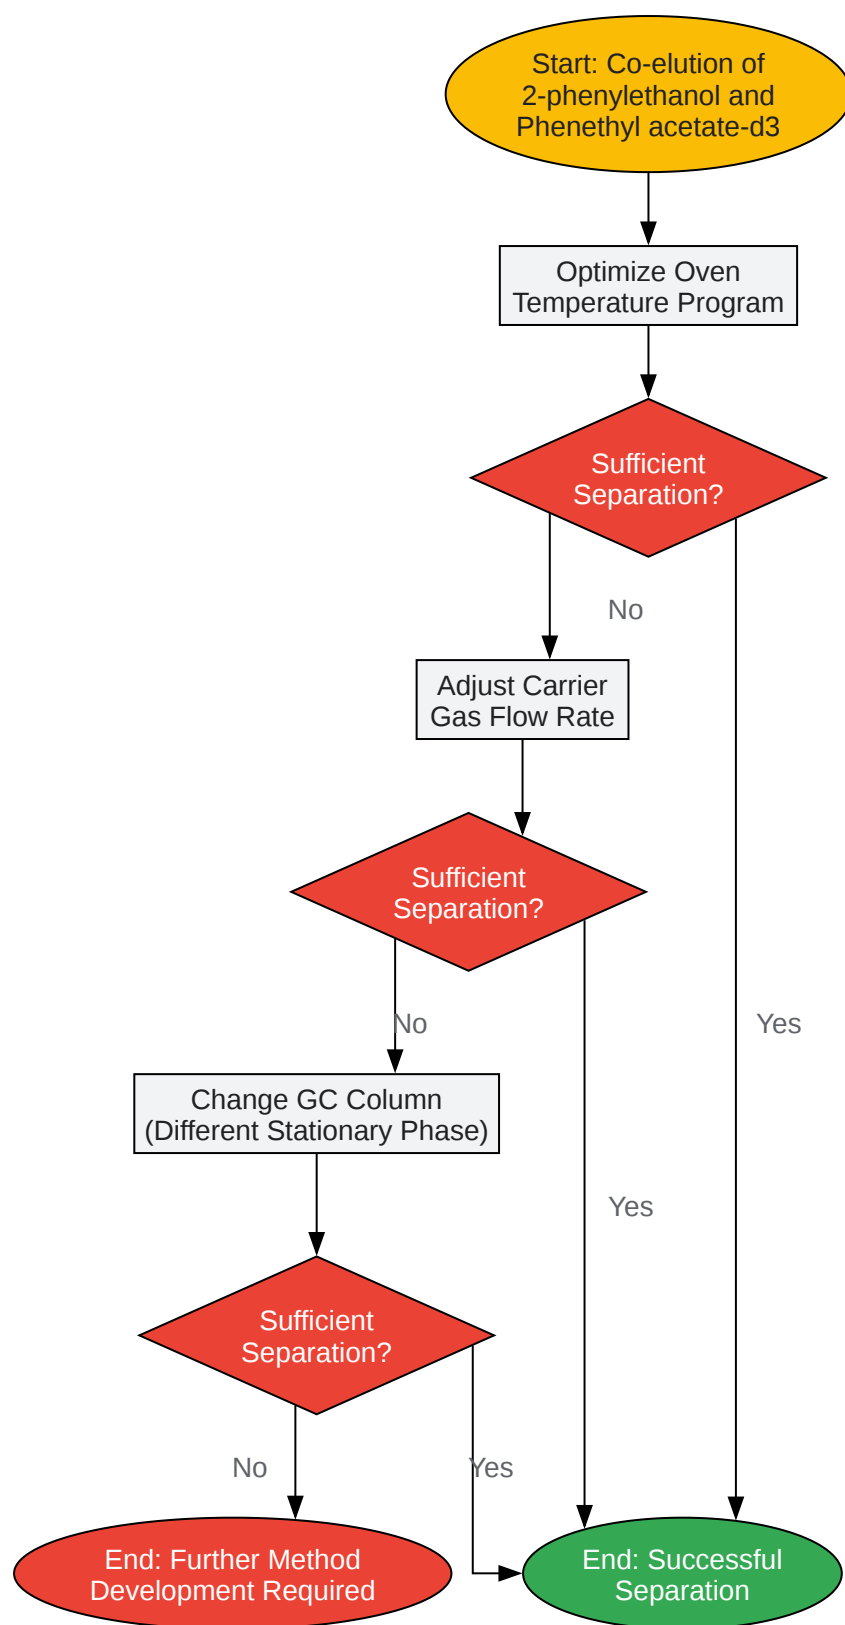 Start: Co-elution of
2-phenylethanol and
Phenethyl acetate-d3
Optimize Oven
Temperature Program
Sufficient
Separation?
No
Adjust Carrier
Gas Flow Rate
Sufficient
Separation?
No
Yes
Change GC Column
(Different Stationary Phase)
Yes
Sufficient
Separation?
No
Yes
End: Further Method
Development Required
End: Successful
Separation